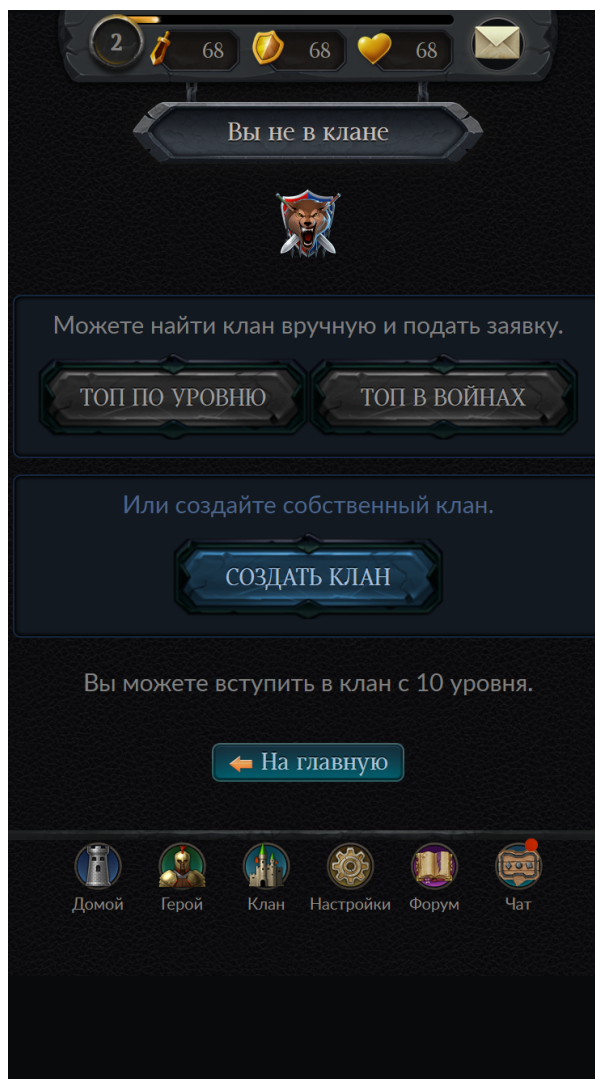 2 68 68 68
Вы не в клане
Можете найти клан вручную и подать заявку.
ТОП ПО УРОВНЮ ТОП В ВОЙНАХ
Или создайте собственный клан.
СОЗДАТЬ КЛАН
Вы можете вступить в клан с 10 уровня.
На главную
Домой Герой Клан Настройки Форум Чат